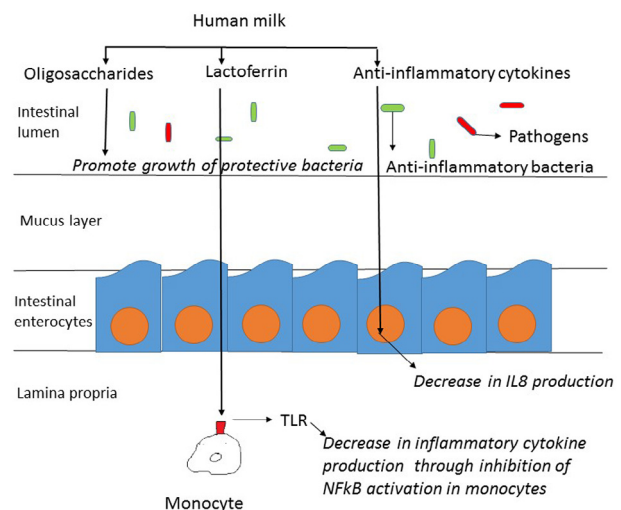 Human milk
Oligosaccharides
Lactoferrin
Anti-inflammatory cytokines
Intestinal
lumen
Pathogens
Promote growth of protective bacteria
Anti-inflammatory bacteria
Mucus layer
Intestinal
enterocytes
Decrease in IL8 production
Lamina propria
TLR
Decrease in inflammatory cytokine
production through inhibition of
NFkB activation in monocytes
Monocyte